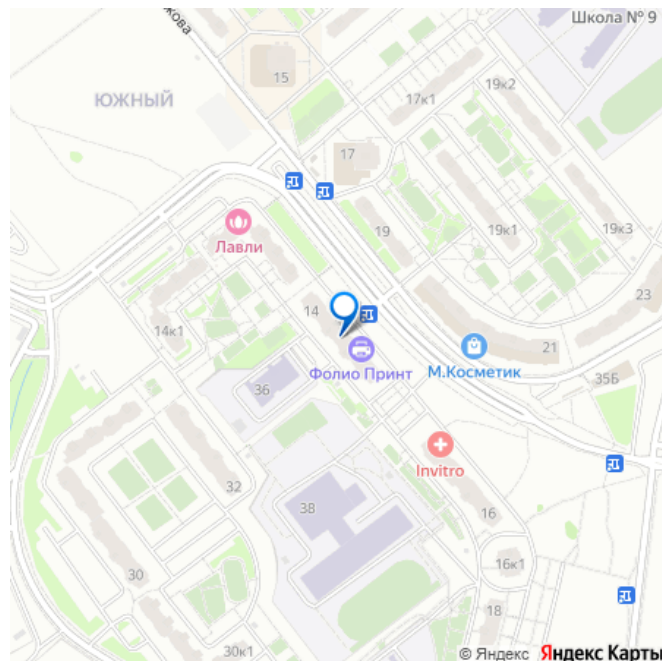 кова
Школа № 9
15
19к2
ЮЖНЫЙ
17к1
17
19
19к1
19к3
Лавли
14
23
14к1
21
Фолио Принт
М.Косметик
35Б
36
Invitro
32
38
16
30
16к1
18
30к1
© Яндекс Яндекс Карты